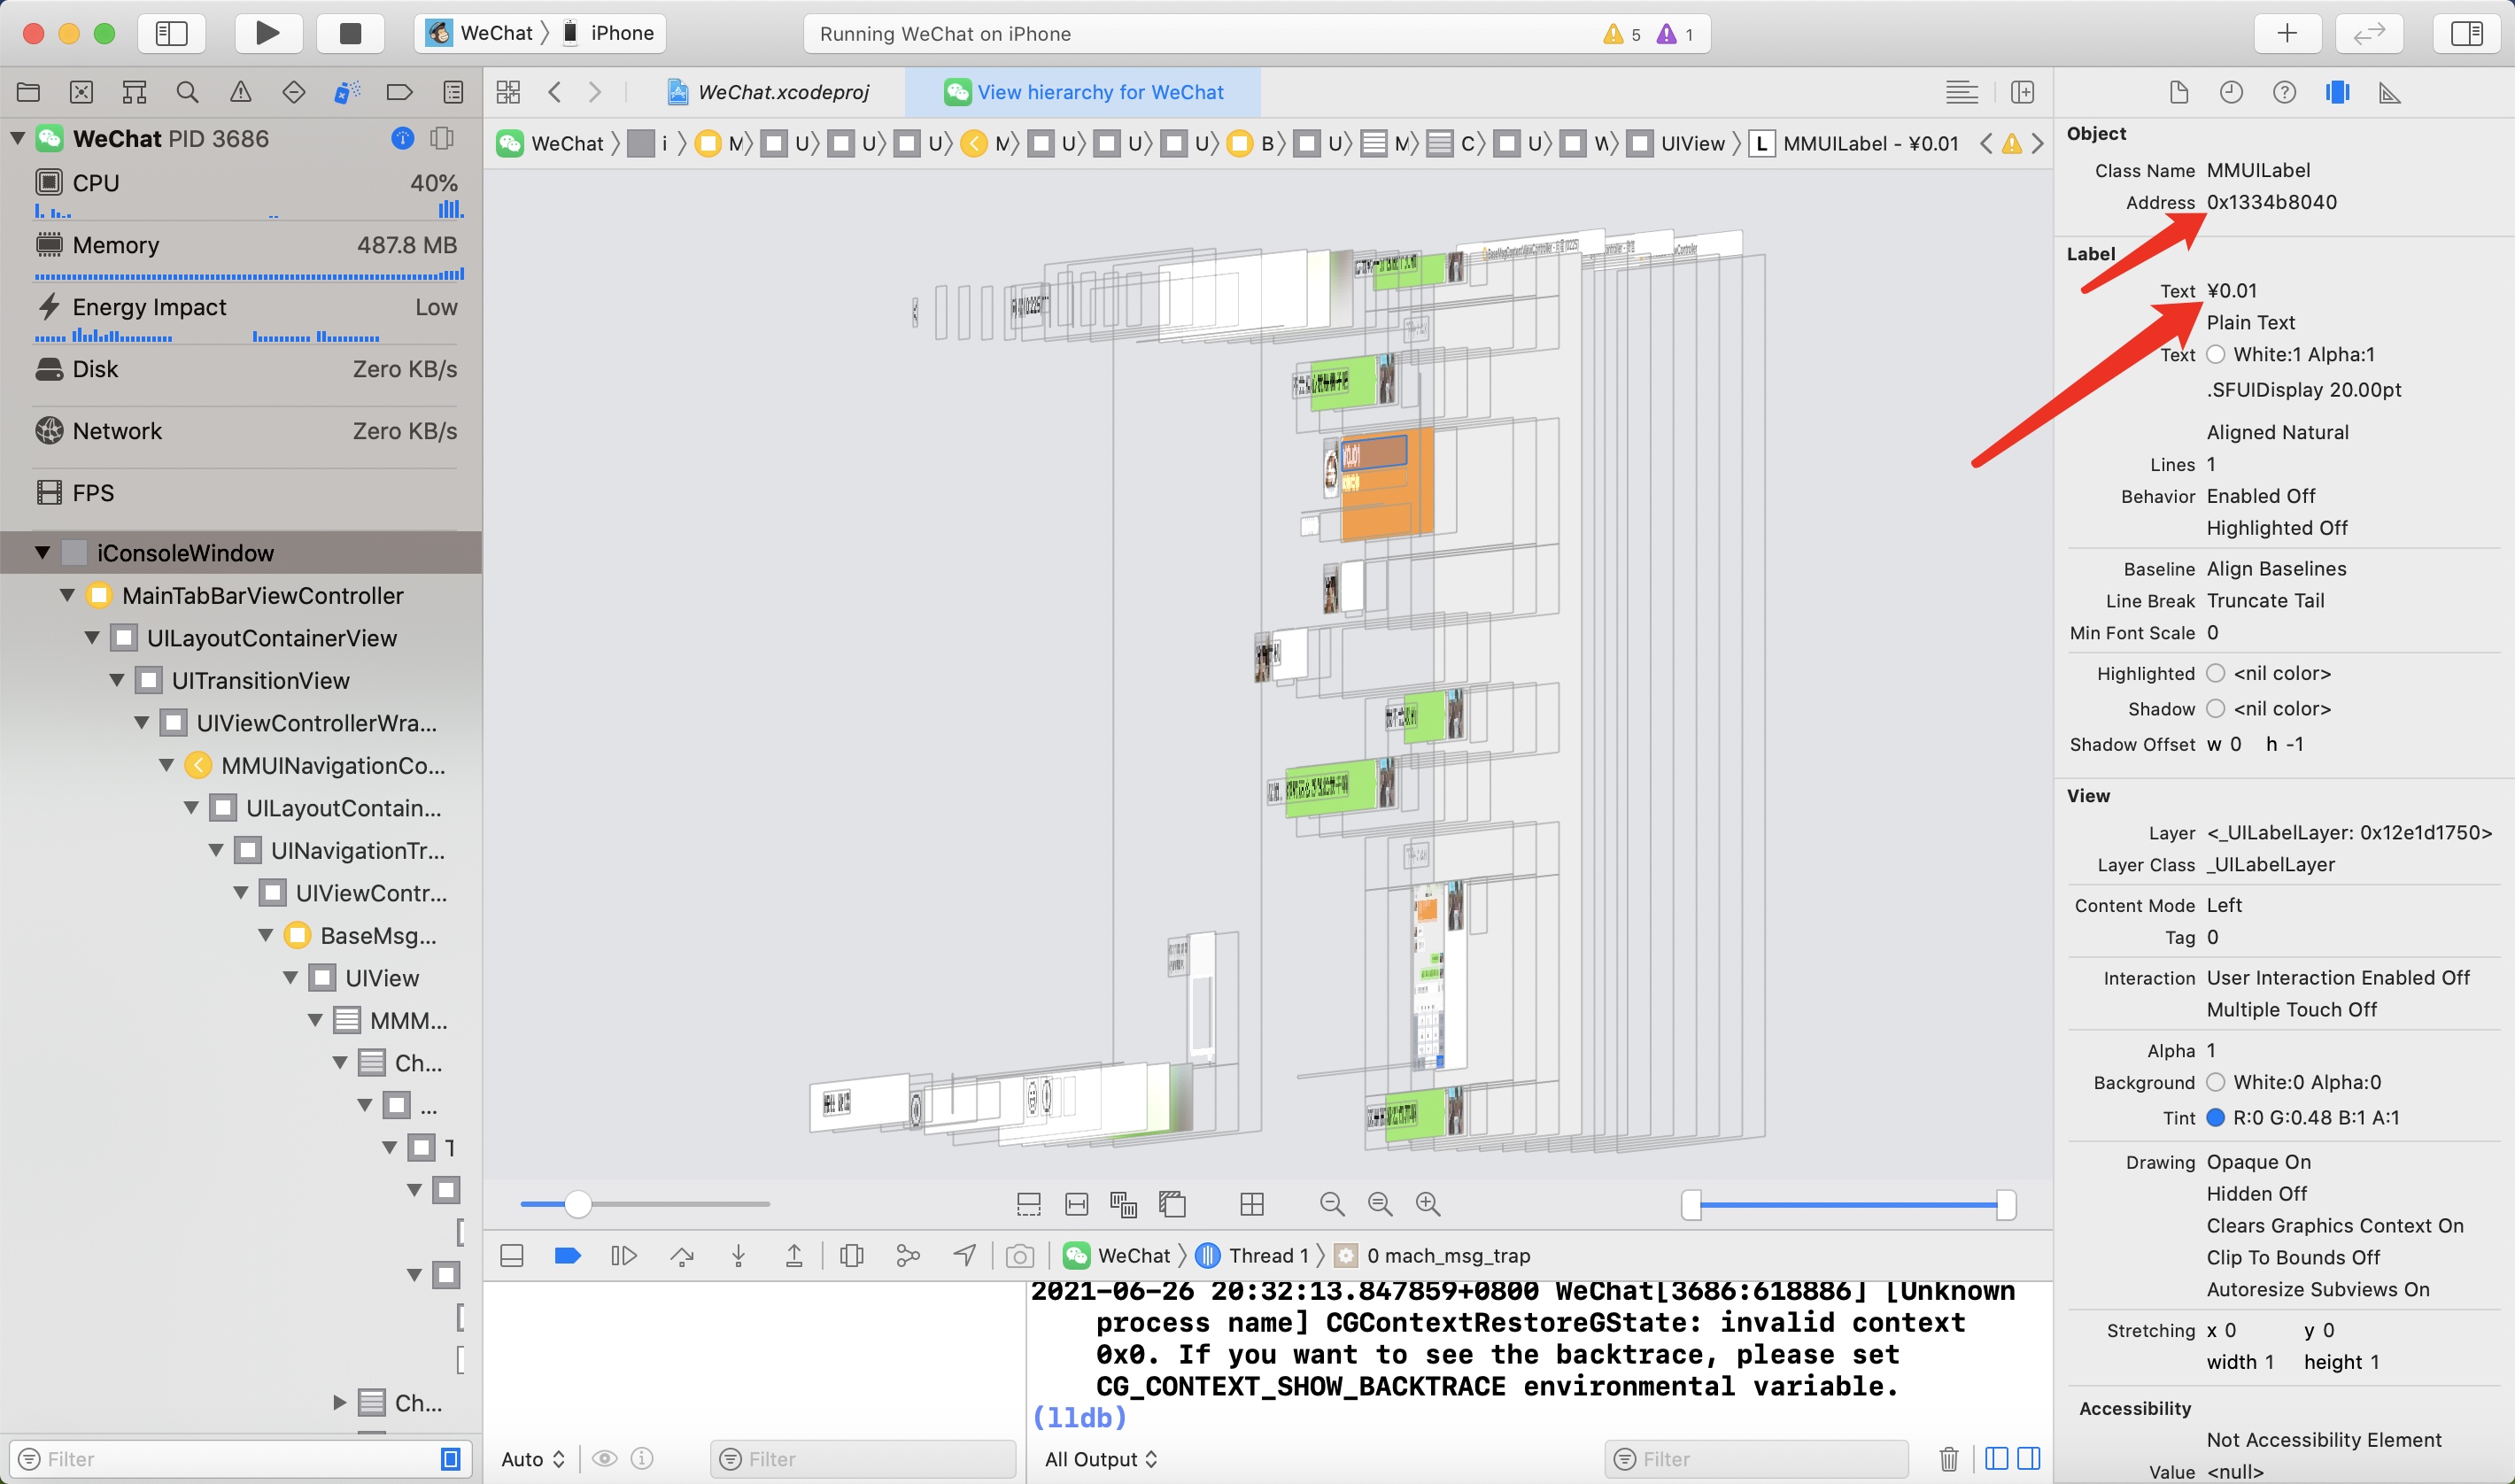 WeChat 〉 iPhone
Running WeChat on iPhone
5
1
WeChat.xcodeproj
View hierarchy for WeChat
WeChat PID 3686
CPU 40%
Memory 487.8 MB
Energy Impact Low
Disk Zero KB/s
Network Zero KB/s
FPS
iConsoleWindow
MainTabBarViewController
UILayoutContainerView
UITransitionView
UIViewControllerWra...
MMUINavigationCo...
UILayoutContain...
UINavigationTr...
UIViewContr...
BaseMsg...
UIView
MMM...
Ch...
...
Ch...
Filter
WeChat 〉 i 〉 M 〉 U 〉 U 〉 U 〉 M 〉 U 〉 U 〉 U 〉 B 〉 U 〉 M 〉 C 〉 U 〉 W 〉 UIView 〉 L MMUILabel - ¥0.01
WeChat 〉 Thread 1 〉 0 mach_msg_trap
2021-06-26 20:32:13.847859+0800 WeChat[3686:618886] [Unknown
process name] CGContextRestoreGState: invalid context
0x0. If you want to see the backtrace, please set
CG_CONTEXT_SHOW_BACKTRACE environmental variable.
(lldb)
Auto
Filter
All Output
Filter
Object
Class Name MMUILabel
Address 0x1334b8040
Label
Text ¥0.01
Plain Text
Text White:1 Alpha:1
.SFUIDisplay 20.00pt
Aligned Natural
Lines 1
Behavior Enabled Off
Highlighted Off
Baseline Align Baselines
Line Break Truncate Tail
Min Font Scale 0
Highlighted <nil color>
Shadow <nil color>
Shadow Offset w 0 h -1
View
Layer <_UILabelLayer: 0x12e1d1750>
Layer Class _UILabelLayer
Content Mode Left
Tag 0
Interaction User Interaction Enabled Off
Multiple Touch Off
Alpha 1
Background White:0 Alpha:0
Tint R:0 G:0.48 B:1 A:1
Drawing Opaque On
Hidden Off
Clears Graphics Context On
Clip To Bounds Off
Autoresize Subviews On
Stretching x 0 y 0
width 1 height 1
Accessibility
Not Accessibility Element
Value <null>